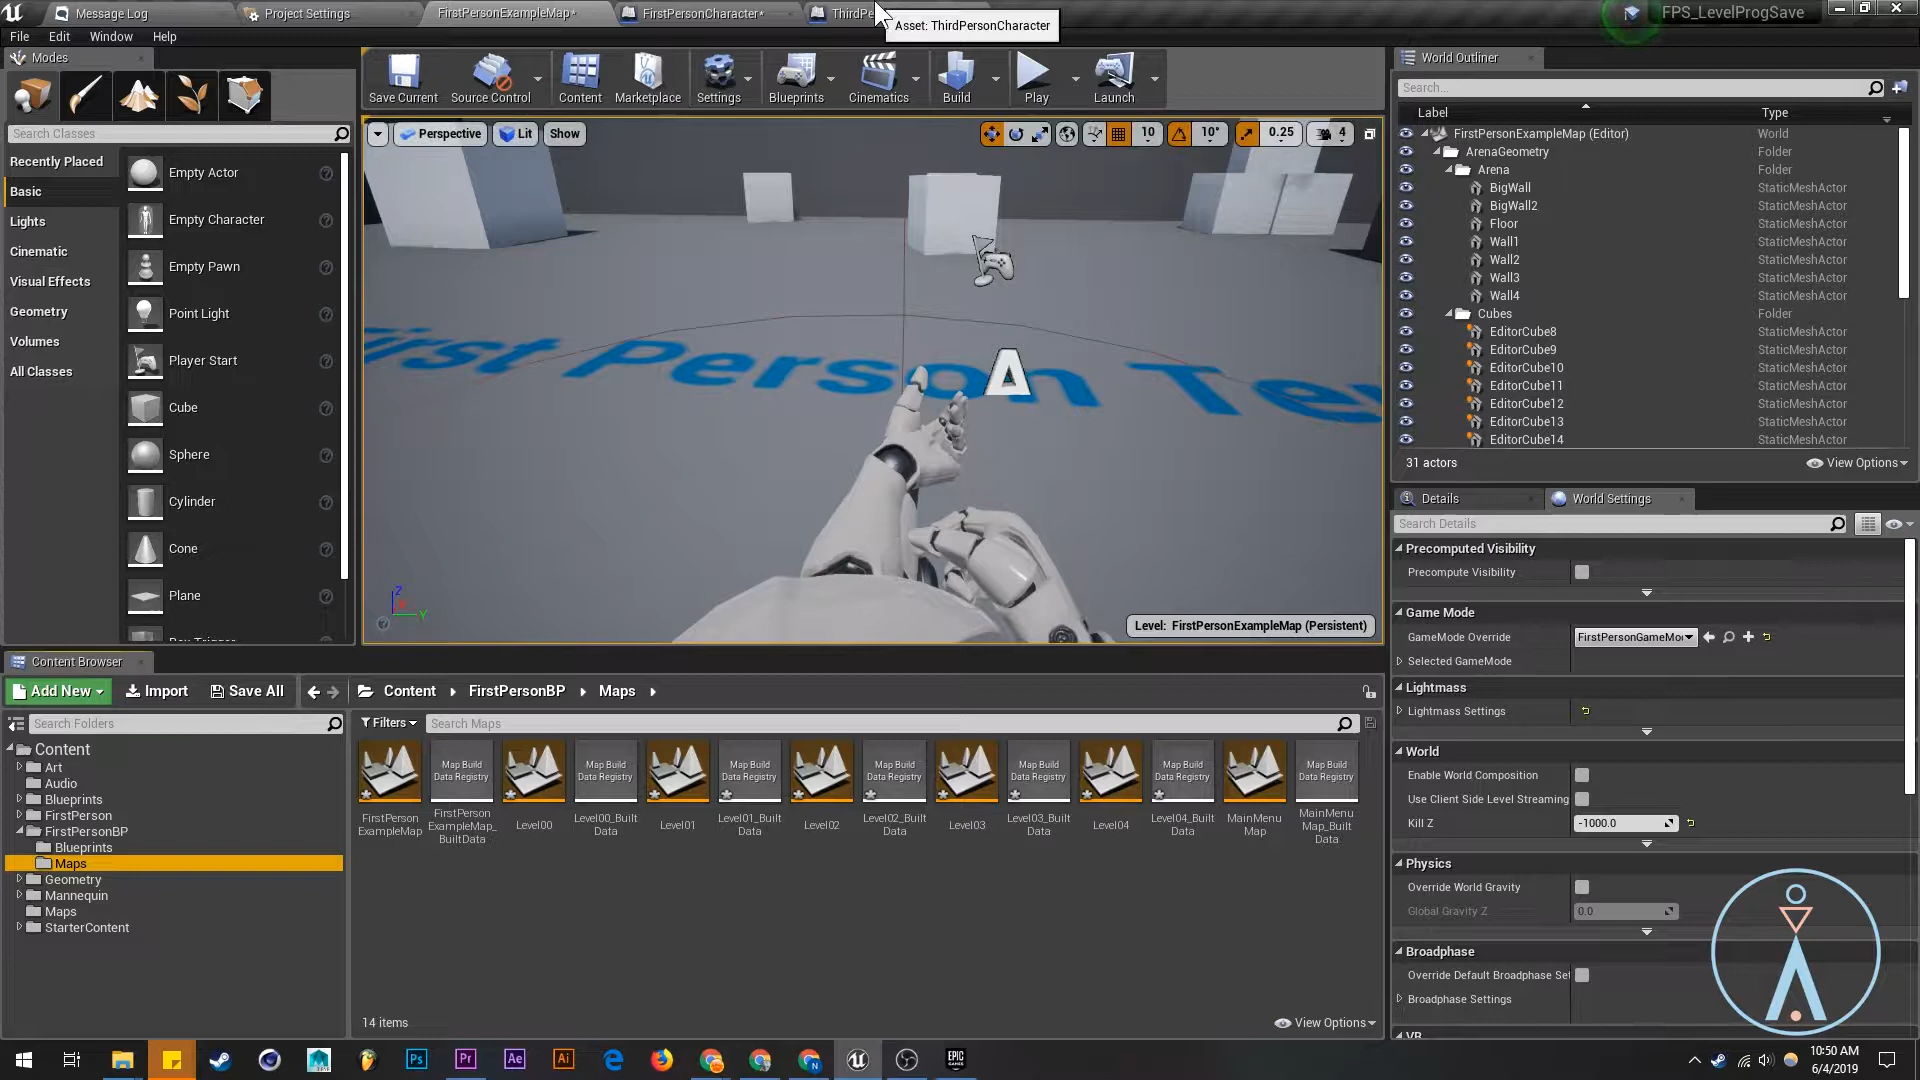 Message Log
Project Settings
FirstPersonExampleMap*
FirstPersonCharacter*
Asset: ThirdPersonCharacter
FPS_LevelProgSave
File Edit Window Help
Modes
Search Classes
Recently Placed
Basic
Lights
Cinematic
Visual Effects
Geometry
Volumes
All Classes
Empty Actor
Empty Character
Empty Pawn
Point Light
Player Start
Cube
Sphere
Cylinder
Cone
Plane
Save Current
Source Control
Content
Marketplace
Settings
Blueprints
Cinematics
Build
Play
Launch
Perspective
Lit
Show
10
10°
0.25
4
First Person Te
A
Z
Y
Level: FirstPersonExampleMap (Persistent)
World Outliner
Search...
Label Type
FirstPersonExampleMap (Editor) World
ArenaGeometry Folder
Arena Folder
BigWall StaticMeshActor
BigWall2 StaticMeshActor
Floor StaticMeshActor
Wall1 StaticMeshActor
Wall2 StaticMeshActor
Wall3 StaticMeshActor
Wall4 StaticMeshActor
Cubes Folder
EditorCube8 StaticMeshActor
EditorCube9 StaticMeshActor
EditorCube10 StaticMeshActor
EditorCube11 StaticMeshActor
EditorCube12 StaticMeshActor
EditorCube13 StaticMeshActor
EditorCube14 StaticMeshActor
31 actors
View Options
Details
World Settings
Search Details
Precomputed Visibility
Precompute Visibility
Game Mode
GameMode Override FirstPersonGameMo
Selected GameMode
Lightmass
Lightmass Settings
World
Enable World Composition
Use Client Side Level Streaming
Kill Z -1000.0
Physics
Override World Gravity
Global Gravity Z 0.0
Broadphase
Override Default Broadphase Set
Broadphase Settings
VR
Content Browser
Add New Import Save All
Content FirstPersonBP Maps
Search Folders
Filters
Search Maps
Content
Art
Audio
Blueprints
FirstPerson
FirstPersonBP
Blueprints
Maps
Geometry
Mannequin
Maps
StarterContent
Map Build Data Registry
Map Build Data Registry
Map Build Data Registry
Map Build Data Registry
Map Build Data Registry
Map Build Data Registry
Map Build Data Registry
FirstPerson ExampleMap
FirstPerson ExampleMap_ BuiltData
Level00
Level00_Built Data
Level01
Level01_Built Data
Level02
Level02_Built Data
Level03
Level03_Built Data
Level04
Level04_Built Data
MainMenu Map
MainMenu Map_Built Data
14 items
View Options
Ps
Pr
Ae
Ai
EPIC GAMES
10:50 AM
6/4/2019